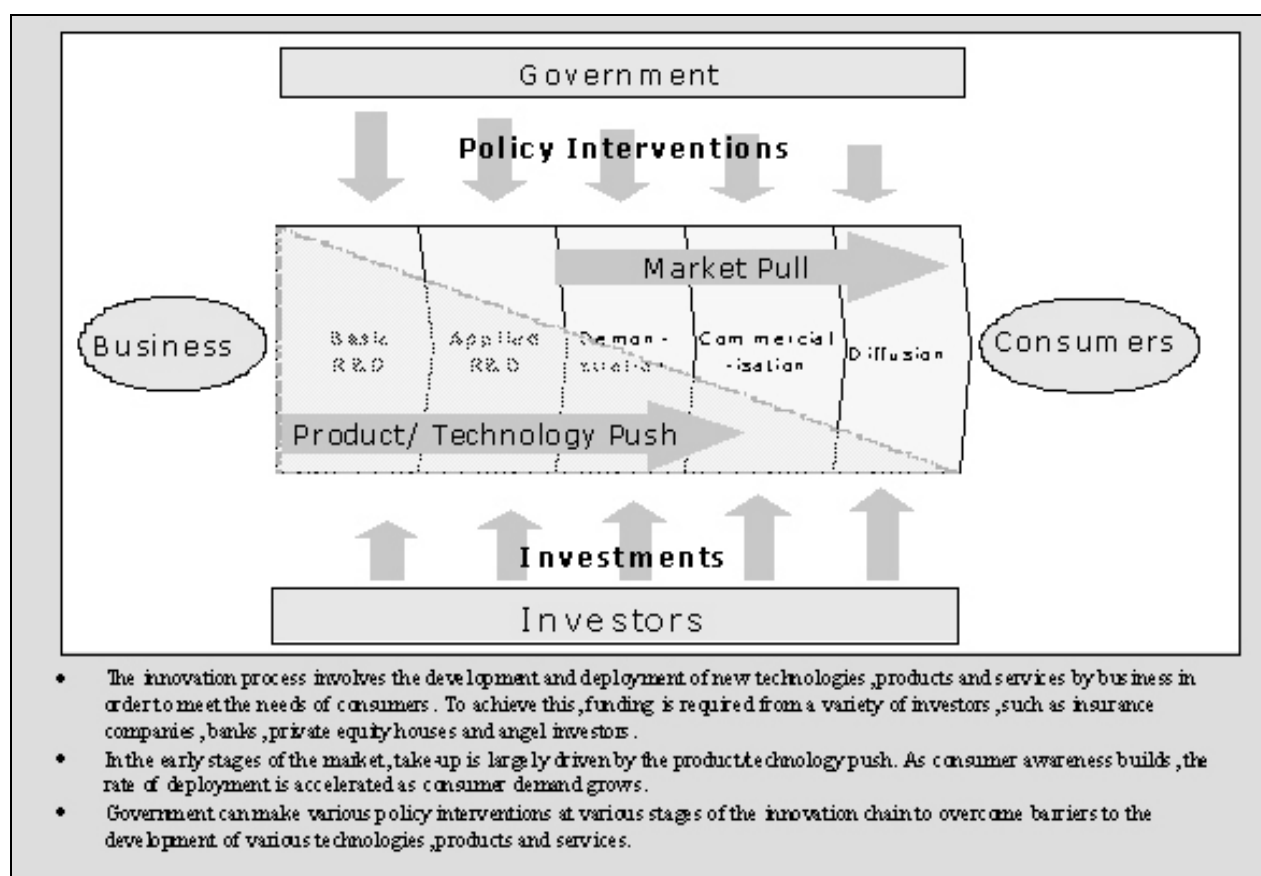 Government
Policy Interventions
Market Pull
Business
Basic
R&D
Applied
R&D
Demon-
Commercial
-isation
Diffusion
Consumers
Product/ Technology Push
Investments
Investors
• The innovation process involves the development and deployment of new technologies ,products and services by business in
order to meet the needs of consumers . To achieve this ,funding is required from a variety of investors ,such as insurance
companies ,banks ,private equity houses and angel investors .
• In the early stages of the market, take-up is largely driven by the product/technology push. As consumer awareness builds ,the
rate of deployment is accelerated as consumer demand grows.
• Government can make various policy interventions at various stages of the innovation chain to overcome barriers to the
development of various technologies ,products and services.